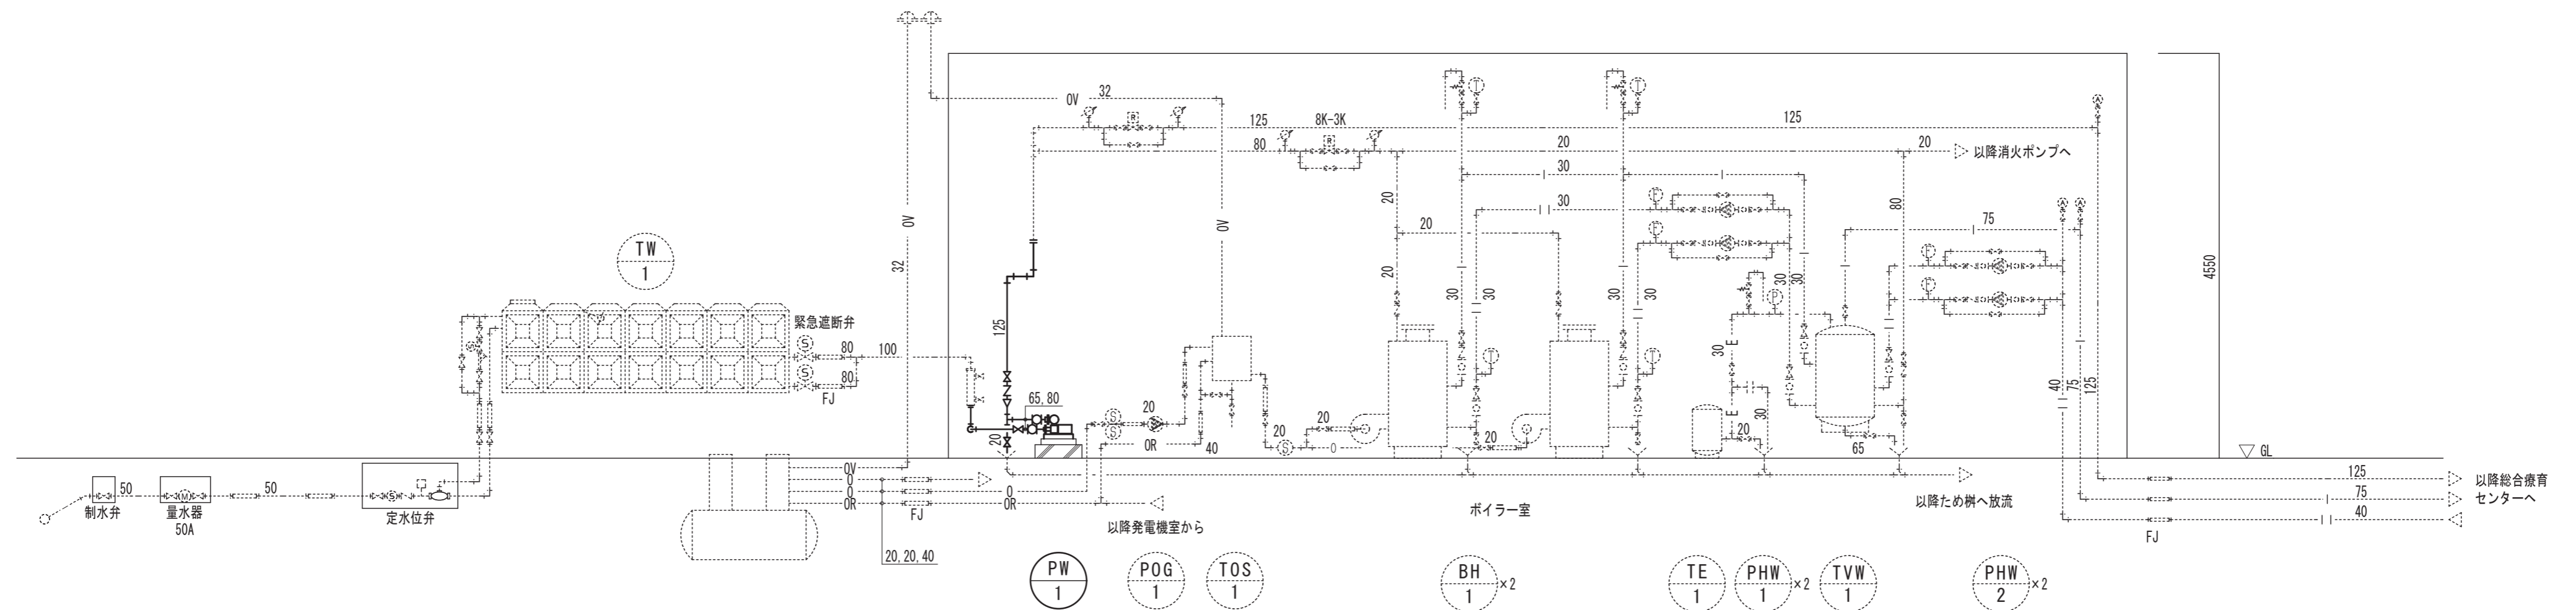 OV
32
125
8K-3K
125
80
20
20
以降消火ポンプへ
30
30
20
20
20
OV
OV
32
80
75
TW
1
緊急遮断弁
80
100
80
FJ
125
65, 80
20
30
30
30
30
30
30
30
E
E
30
20
65
40
75
125
4550
GL
20
OR
40
20
20
O
20
50
50
制水弁
量水器
50A
定水位弁
OV
O
O
OR
FJ
O
OR
20, 20, 40
以降発電機室から
ボイラー室
以降ため桝へ放流
125
75
40
以降総合療育
センターへ
FJ
PW
1
POG
1
TOS
1
BH
1
×2
TE
1
PHW
1
×2
TVW
1
PHW
2
×2
S
S
M
M
S
S
S
S
R
R
T
T
T
T
P
A
A
A